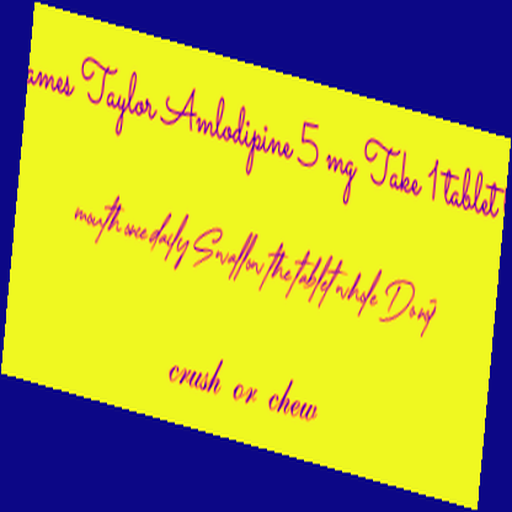 ames Taylor Amlodipine 5 mg Take 1 tablet
mouth once daily Swallow the tablet whole Don't
crush or chew